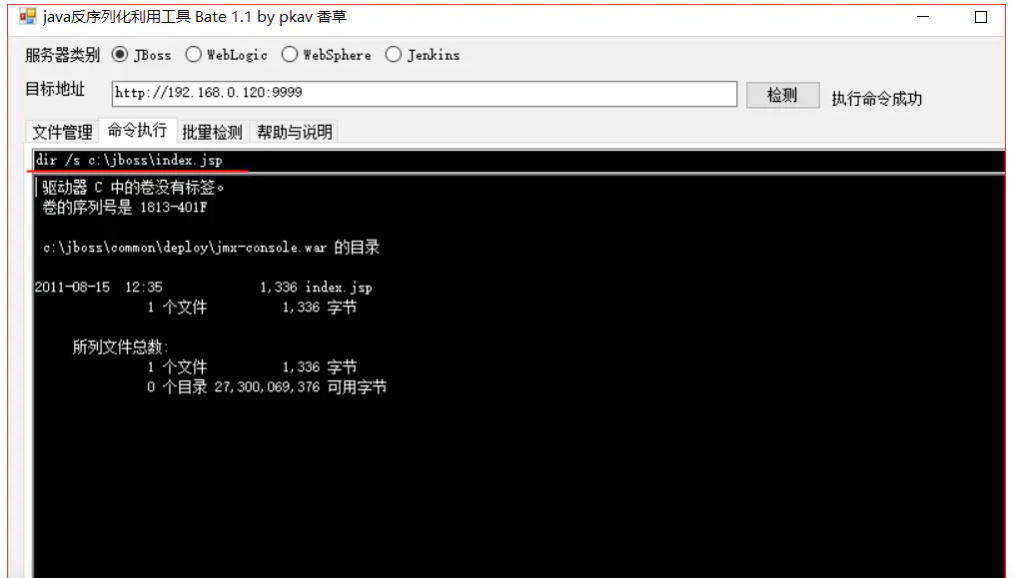 java反序列化利用工具 Bate 1.1 by pkav 香草
服务器类别 JBoss WebLogic WebSphere Jenkins
目标地址 http://192.168.0.120:9999 检测 执行命令成功
文件管理 命令执行 批量检测 帮助与说明
dir /s c:\jboss\index.jsp
驱动器 C 中的卷没有标签。
卷的序列号是 1813-401F
c:\jboss\common\deploy\jmx-console.war 的目录
2011-08-15 12:35 1,336 index.jsp
1 个文件 1,336 字节
所列文件总数:
1 个文件 1,336 字节
0 个目录 27,300,069,376 可用字节